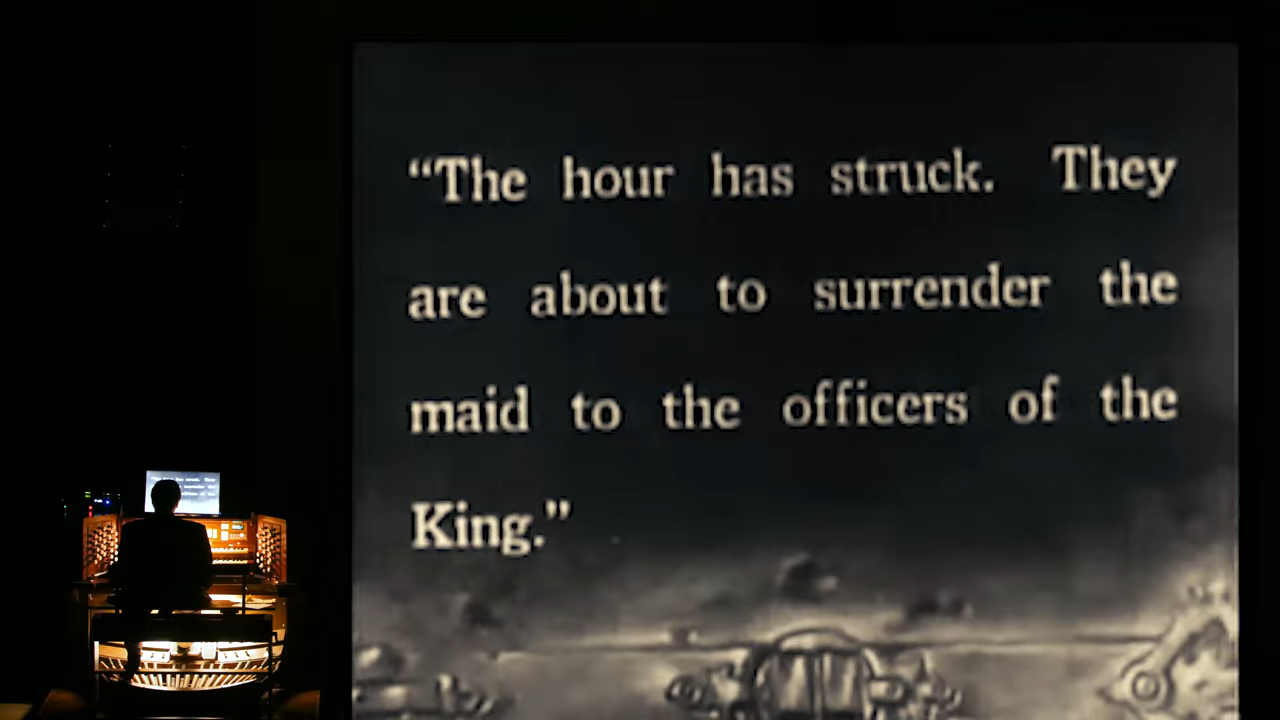 “The hour has struck. They
are about to surrender the
maid to the officers of the
King.”